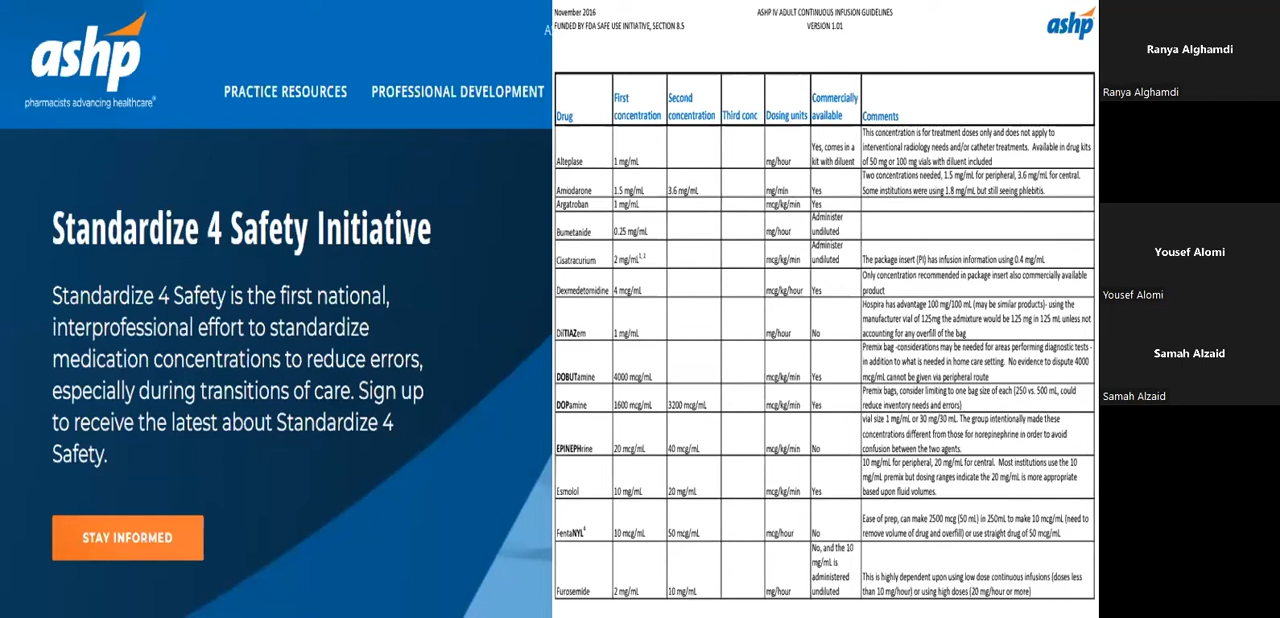 ashp
pharmacists advancing healthcare®
A
PRACTICE RESOURCES
PROFESSIONAL DEVELOPMENT
Standardize 4 Safety Initiative
Standardize 4 Safety is the first national,
interprofessional effort to standardize
medication concentrations to reduce errors,
especially during transitions of care. Sign up
to receive the latest about Standardize 4
Safety.
STAY INFORMED
November 2016
ASHP IV ADULT CONTINUOUS INFUSION GUIDELINES
FUNDED BY FDA SAFE USE INITIATIVE, SECTION 8.5
VERSION 1.01
ashp
Drug
First
concentration
Second
concentration
Third conc
Dosing units
Commercially
available
Comments
Alteplase
1 mg/mL
mg/hour
Yes, comes in a
kit with diluent
This concentration is for treatment doses only and does not apply to
interventional radiology needs and/or catheter treatments. Available in drug kits
of 50 mg or 100 mg vials with diluent included
Amiodarone
1.5 mg/mL
3.6 mg/mL
mg/min
Yes
Two concentrations needed, 1.5 mg/mL for peripheral, 3.6 mg/mL for central.
Some institutions were using 1.8 mg/mL but still seeing phlebitis.
Argatroban
1 mg/mL
mcg/kg/min
Yes
Bumetanide
0.25 mg/mL
mg/hour
Administer
undiluted
Cisatracurium
2 mg/mL1, 2
mcg/kg/min
Administer
undiluted
The package insert (PI) has infusion information using 0.4 mg/mL
Dexmedetomidine
4 mcg/mL
mcg/kg/hour
Yes
Only concentration recommended in package insert also commercially available
product
DilTIAZem
1 mg/mL
mg/hour
No
Hospira has advantage 100 mg/100 mL (may be similar products)- using the
manufacturer vial of 125mg the admixture would be 125 mg in 125 mL unless not
accounting for any overfill of the bag
DOBUTamine
4000 mcg/mL
mcg/kg/min
Yes
Premix bag -considerations may be needed for areas performing diagnostic tests -
in addition to what is needed in home care setting. No evidence to dispute 4000
mcg/mL cannot be given via peripheral route
DOPamine
1600 mcg/mL
3200 mcg/mL
mcg/kg/min
Yes
Premix bags, consider limiting to one bag size of each (250 vs. 500 mL, could
reduce inventory needs and errors)
EPINEPHrine
20 mcg/mL
40 mcg/mL
mcg/kg/min
No
vial size 1 mg/mL or 30 mg/30 mL. The group intentionally made these
concentrations different from those for norepinephrine in order to avoid
confusion between the two agents.
Esmolol
10 mg/mL
20 mg/mL
mcg/kg/min
Yes
10 mg/mL for peripheral, 20 mg/mL for central. Most institutions use the 10
mg/mL premix but dosing ranges indicate the 20 mg/mL is more appropriate
based upon fluid volumes.
FentaNYL
10 mcg/mL
50 mcg/mL
mcg/hour
No
Ease of prep, can make 2500 mcg (50 mL) in 250mL to make 10 mcg/mL (need to
remove volume of drug and overfill) or use straight drug of 50 mcg/mL
Furosemide
2 mg/mL
10 mg/mL
mg/hour
No, and the 10
mg/mL is
administered
undiluted
This is highly dependent upon using low dose continuous infusions (doses less
than 10 mg/hour) or using high doses (20 mg/hour or more)
Ranya Alghamdi
Ranya Alghamdi
Yousef Alomi
Yousef Alomi
Samah Alzaid
Samah Alzaid